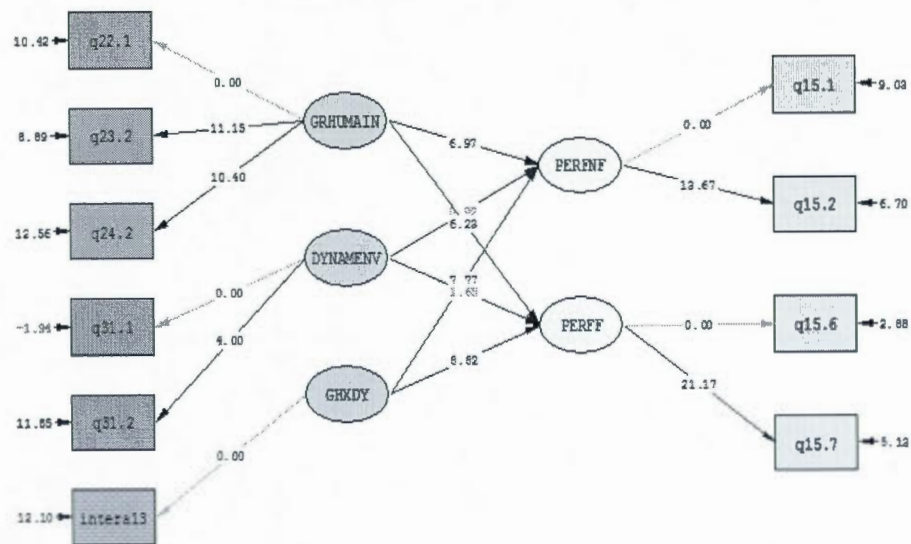 10.42 q22.1
0.00
8.89 q23.2
11.15
GRHUMAIN
10.40
12.56 q24.2
DYNAMENV
0.00
-1.94 q31.1
4.00
11.85 q31.2
GHXDY
0.00
12.10 intera13
6.97
6.23
7.77
8.82
PERFNF
PERFF
0.00
q15.1 9.03
13.67
q15.2 6.70
0.00
q15.6 2.88
21.17
q15.7 5.12